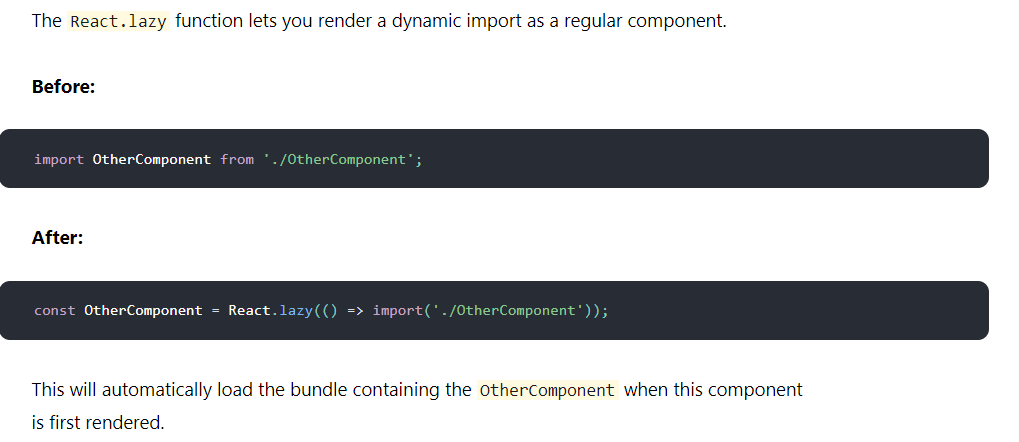 The React.lazy function lets you render a dynamic import as a regular component.
Before:
import OtherComponent from './OtherComponent';
After:
const OtherComponent = React.lazy(() => import('./OtherComponent'));
This will automatically load the bundle containing the OtherComponent when this component
is first rendered.